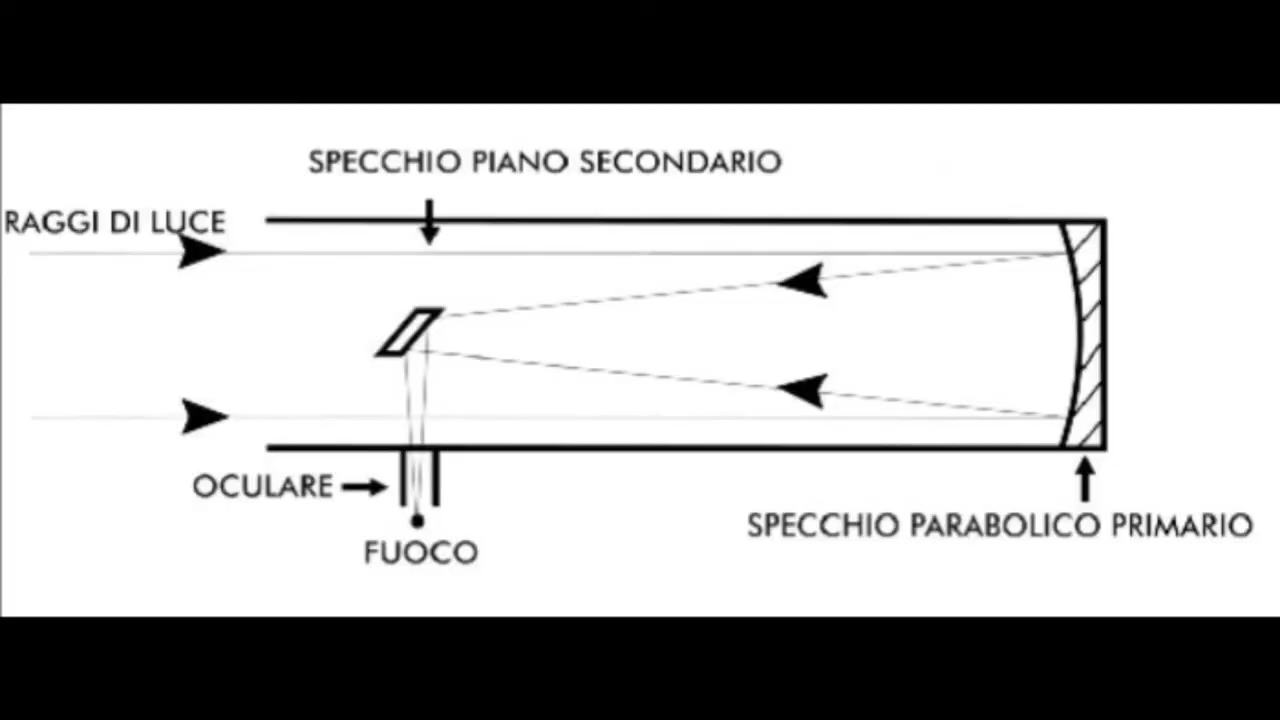 SPECCHIO PIANO SECONDARIO
RAGGI DI LUCE
OCULARE
SPECCHIO PARABOLICO PRIMARIO
FUOCO